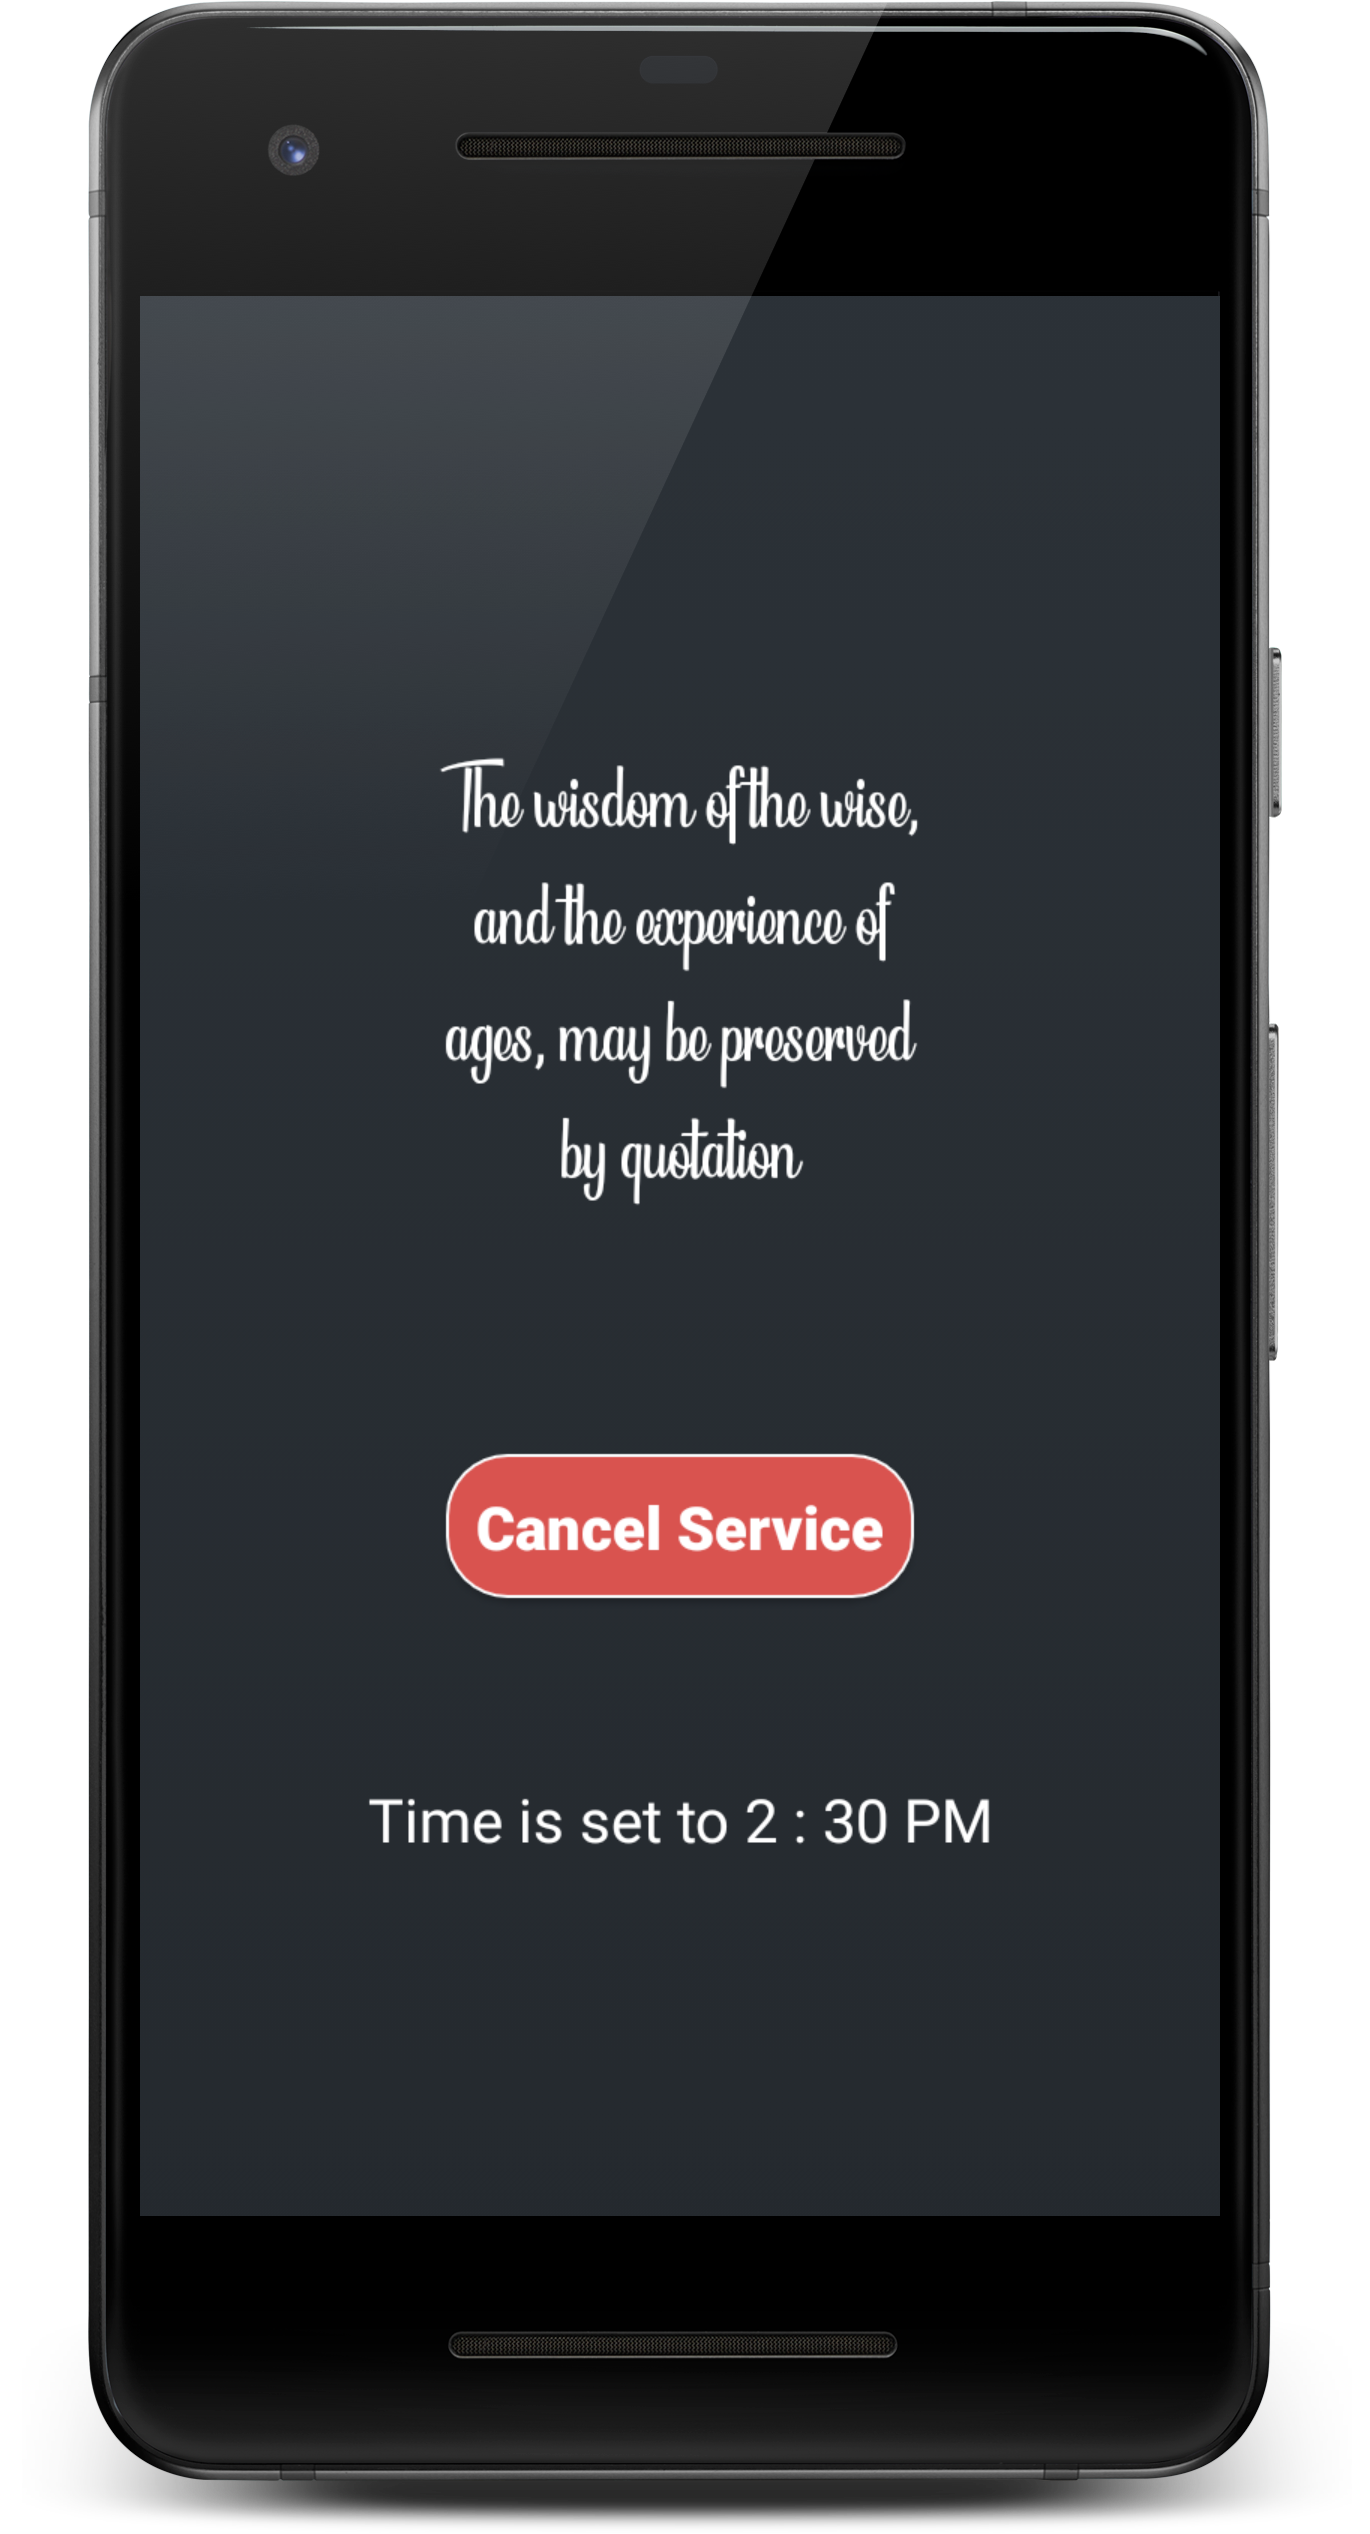 The wisdom of the wise,
and the experience of
ages, may be preserved
by quotation
Cancel Service
Time is set to 2 : 30 PM